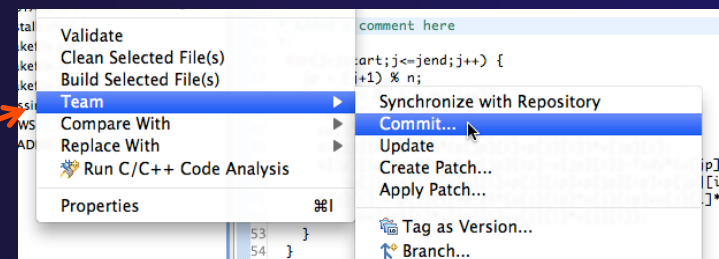 comment here
Validate
Clean Selected File(s)
Build Selected File(s)
Team
Compare With
Replace With
Run C/C++ Code Analysis
Properties ⌘I
art;j<=jend;j++) {
j+1) % n;
Synchronize with Repository
Commit...
Update
Create Patch...
Apply Patch...
Tag as Version...
Branch...
53 }
54 }